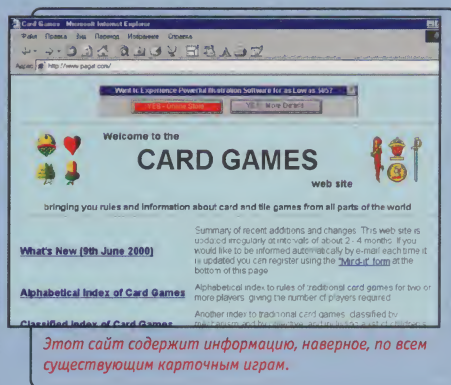 Card Games - Microsoft Internet Explorer
Файл Правка Вид Переход Избранное Справка
Адрес http://www.pagat.com/
Want to Experience Powerful Illustration Software for as Low as
YES - Online Store YES - More Details
Welcome to the
CARD GAMES
web site
bringing you rules and information about card and tile games from all parts of the world
What's New (9th June 2000)
Summary of recent additions and changes. This web site is
updated irregularly at intervals of about 2 - 4 months. If you
would like to be informed automatically by e-mail each time it
is updated you can register using the "Mind-it" form at the
bottom of this page
Alphabetical Index of Card Games
Alphabetical index to rules of traditional card games for two or
more players, giving the number of players required
Classified Index of Card Games
Another index to traditional card games, classified by
Этот сайт содержит информацию, наверное, по всем
существующим карточным играм.